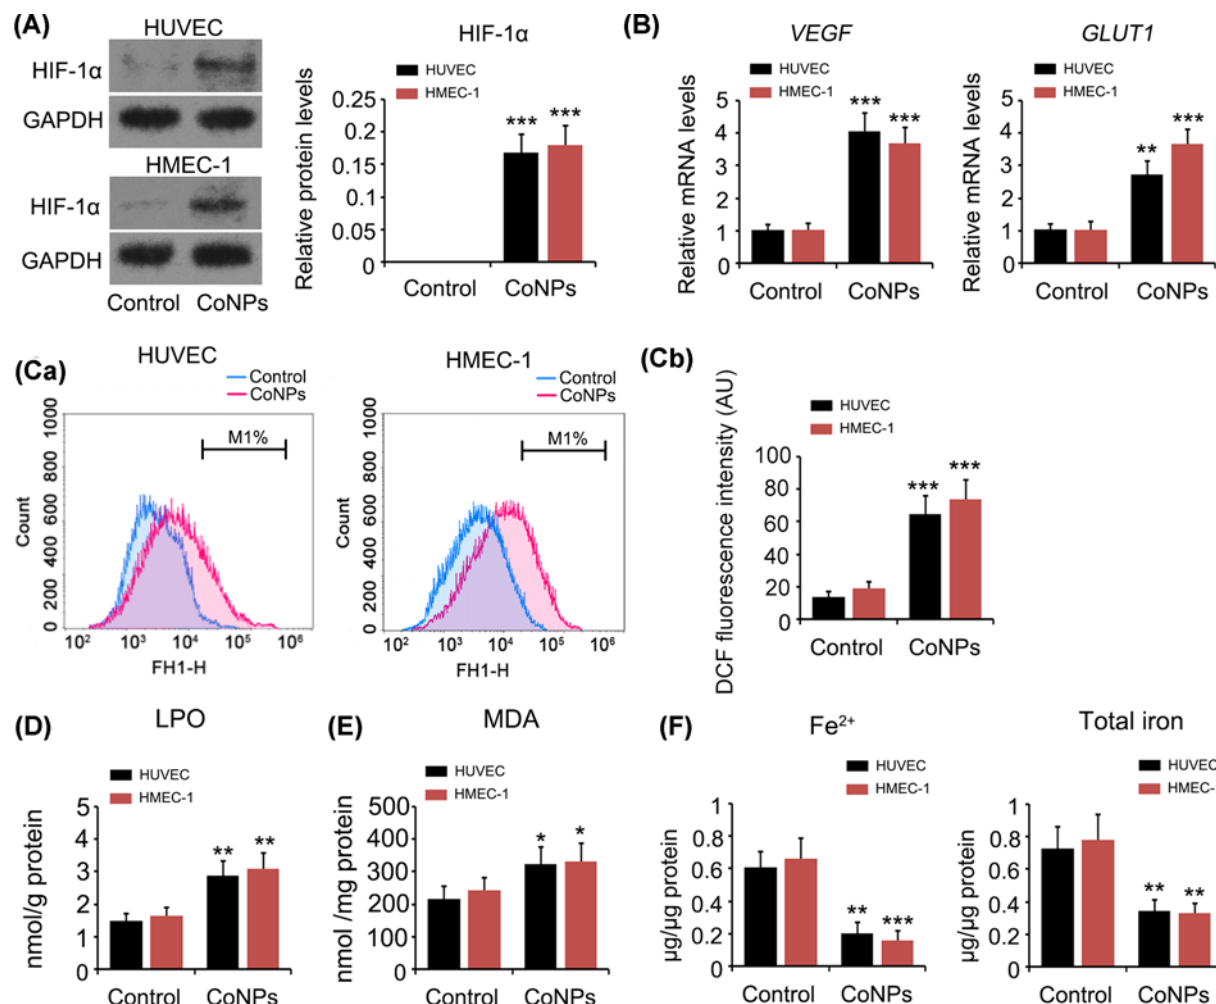 (A)
HUVEC
HIF-1α
GAPDH
HMEC-1
HIF-1α
GAPDH
Control CoNPs
HIF-1α
HUVEC
HMEC-1
Relative protein levels
0.25
0.2
0.15
0.1
0.05
0
*** ***
Control CoNPs
(B)
VEGF
HUVEC
HMEC-1
Relative mRNA levels
5
4
3
2
1
0
*** ***
Control CoNPs
GLUT1
HUVEC
HMEC-1
Relative mRNA levels
5
4
3
2
1
0
** ***
Control CoNPs
(Ca)
HUVEC
Control
CoNPs
M1%
Count
1000
800
600
400
200
0
10² 10³ 10⁴ 10⁵ 10⁶
FH1-H
HMEC-1
Control
CoNPs
M1%
Count
1000
800
600
400
200
0
10² 10³ 10⁴ 10⁵ 10⁶
FH1-H
(Cb)
HUVEC
HMEC-1
DCF fluorescence intensity (AU)
100
80
60
40
20
0
*** ***
Control CoNPs
(D)
LPO
HUVEC
HMEC-1
nmol/g protein
5
4
3
2
1
0
** **
Control CoNPs
(E)
MDA
HUVEC
HMEC-1
nmol /mg protein
500
400
300
200
100
0
* *
Control CoNPs
(F)
Fe²⁺
HUVEC
HMEC-1
µg/µg protein
1
0.8
0.6
0.4
0.2
0
** ***
Control CoNPs
Total iron
HUVEC
HMEC-
µg/µg protein
1
0.8
0.6
0.4
0.2
0
** **
Control CoNPs